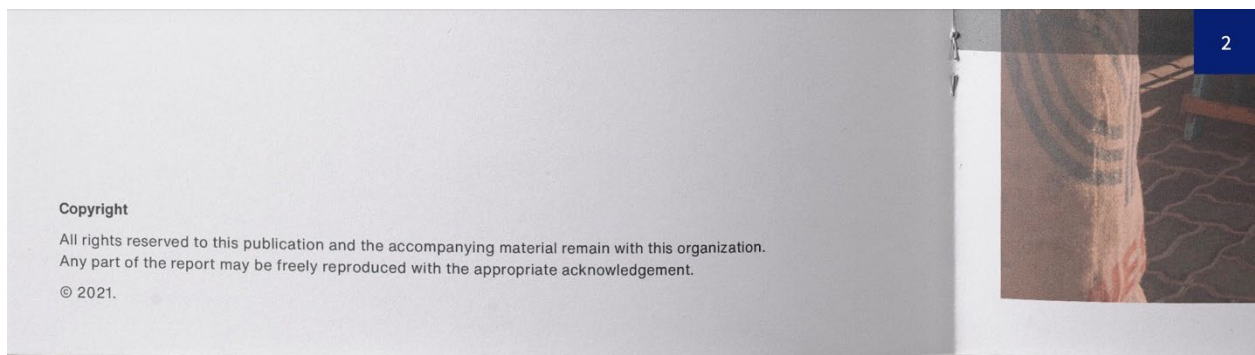 Copyright
All rights reserved to this publication and the accompanying material remain with this organization.
Any part of the report may be freely reproduced with the appropriate acknowledgement.
© 2021.
2